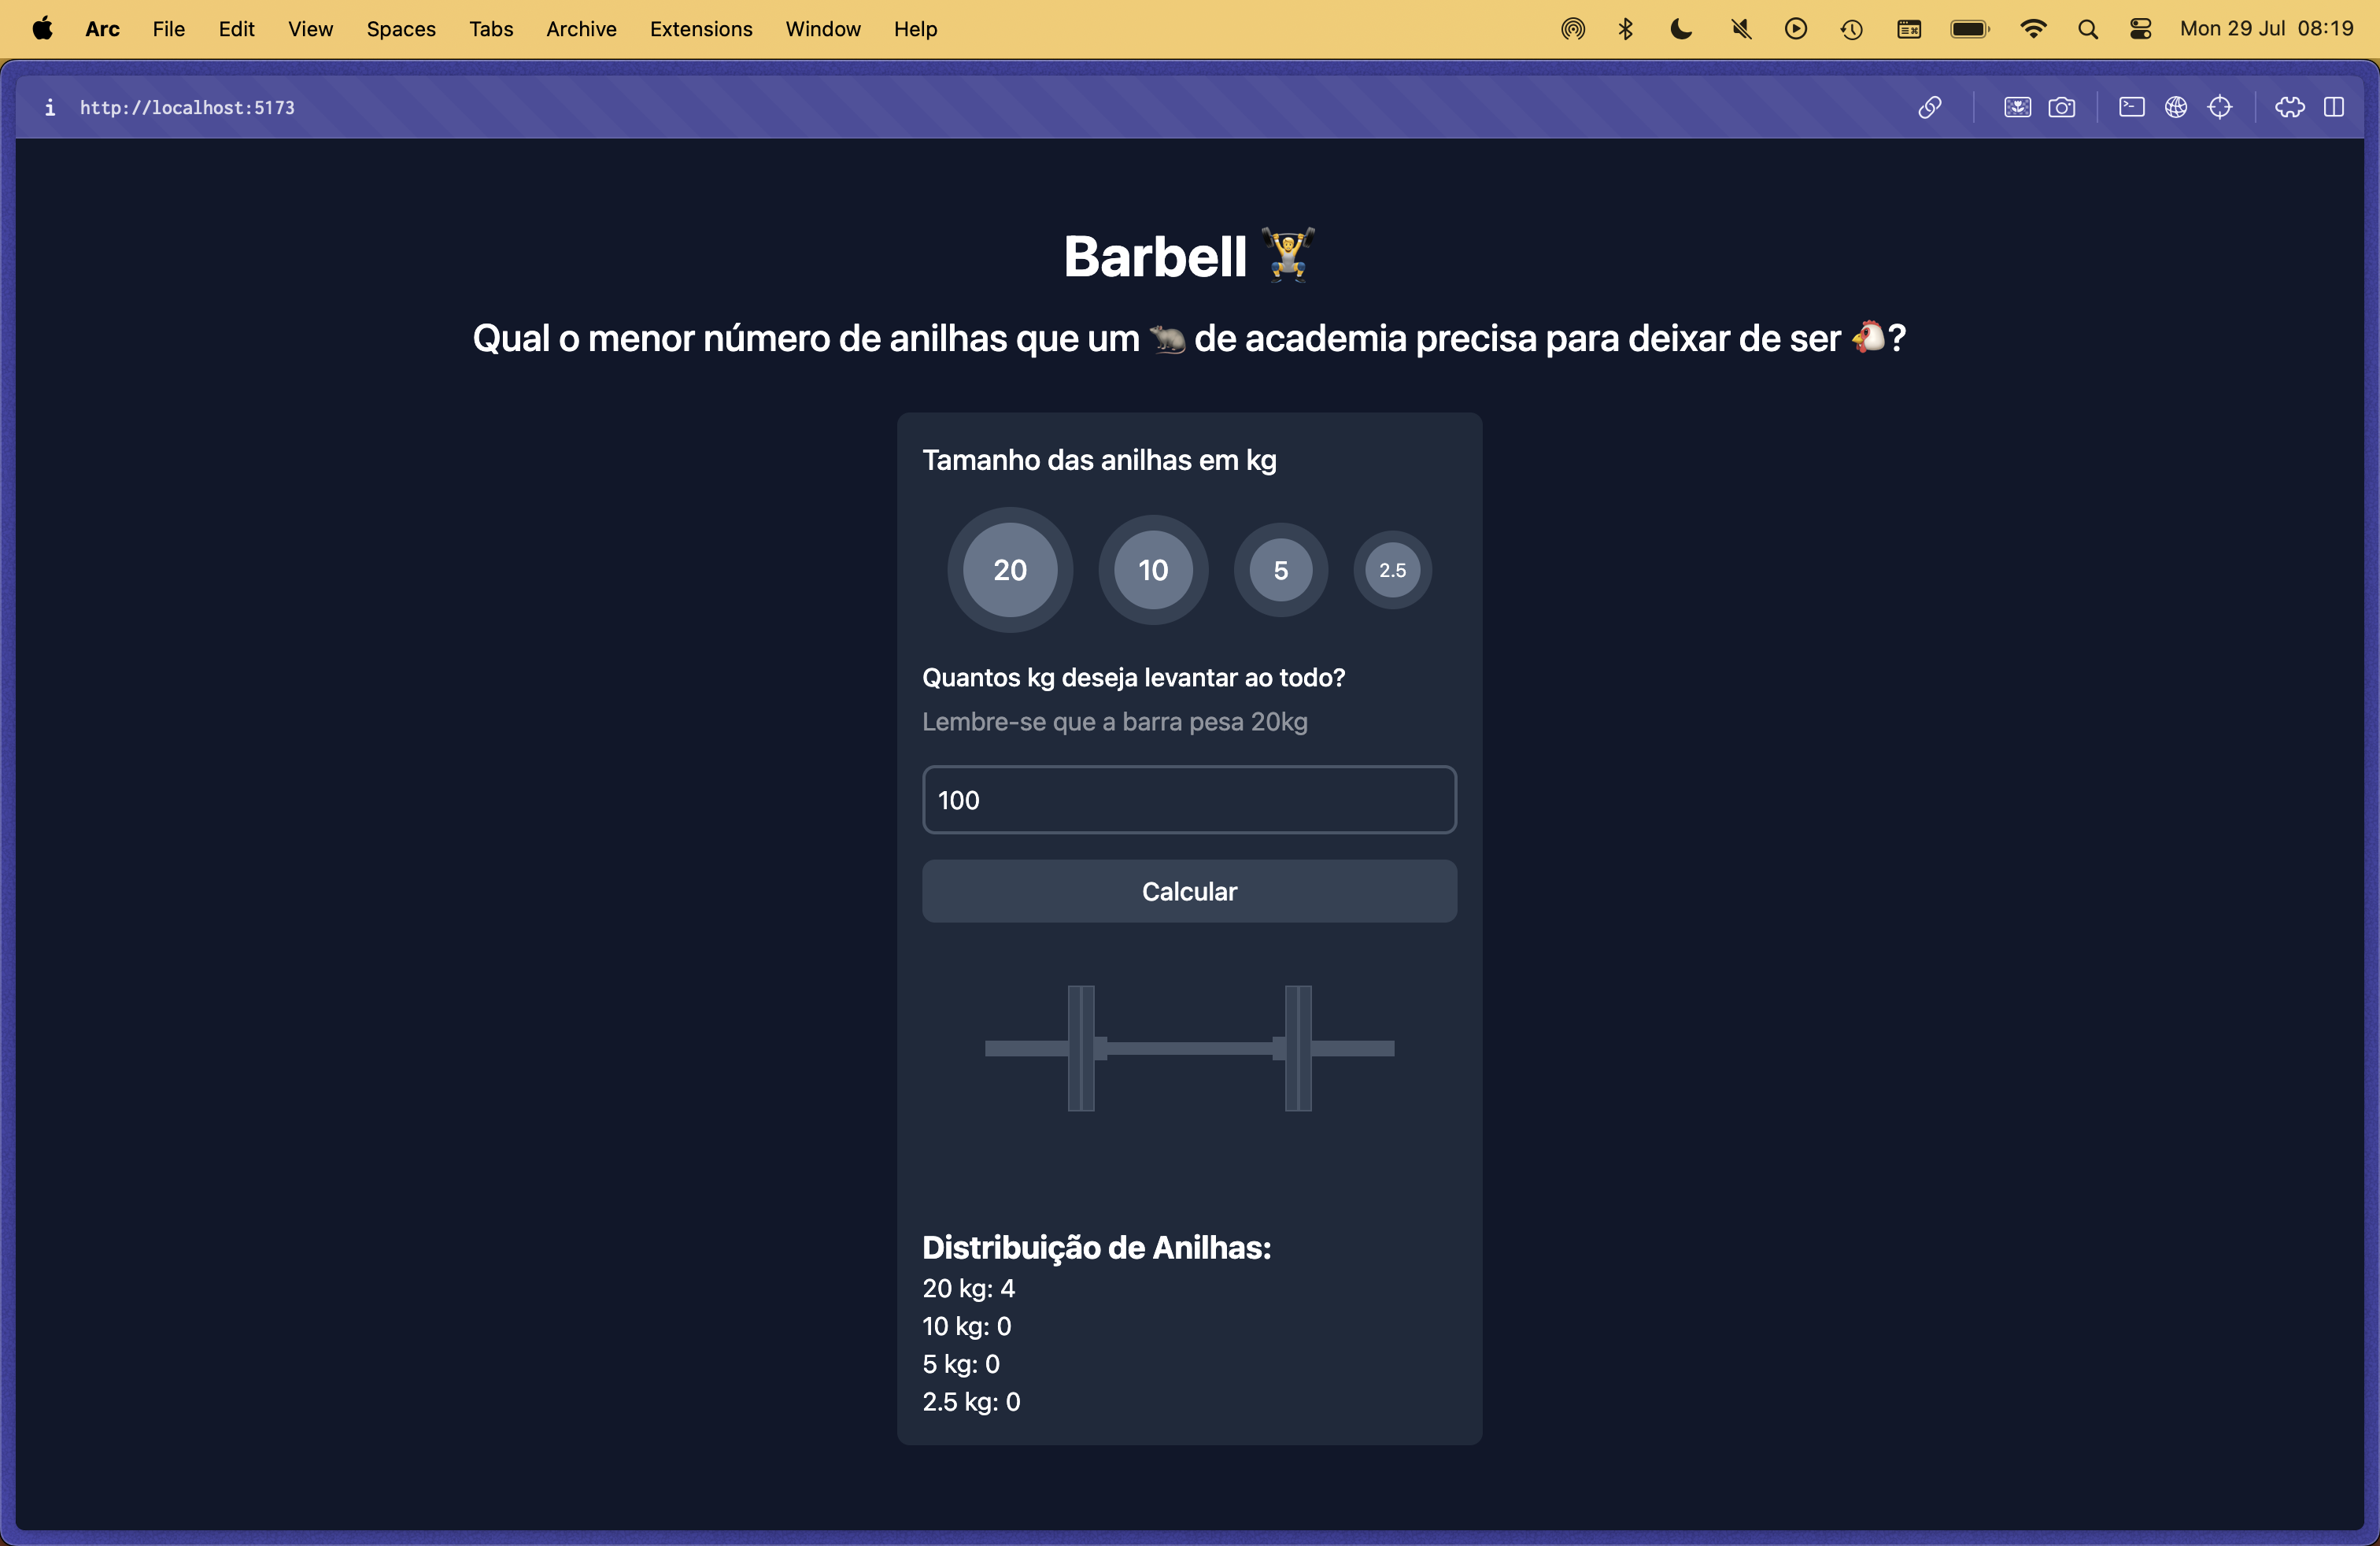 Arc File Edit View Spaces Tabs Archive Extensions Window Help Mon 29 Jul 08:19
http://localhost:5173
Barbell 🏋️
Qual o menor número de anilhas que um 🐀 de academia precisa para deixar de ser 🐔?
Tamanho das anilhas em kg
20 10 5 2.5
Quantos kg deseja levantar ao todo?
Lembre-se que a barra pesa 20kg
100
Calcular
Distribuição de Anilhas:
20 kg: 4
10 kg: 0
5 kg: 0
2.5 kg: 0